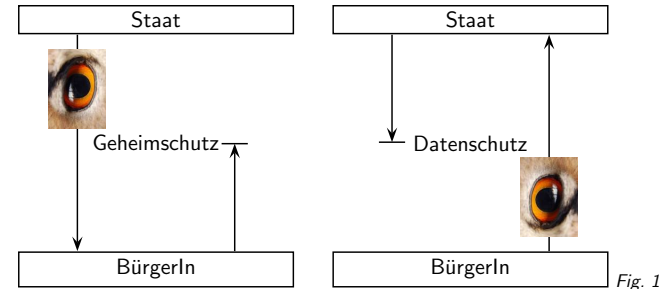 Staat
Staat
Geheimschutz
Datenschutz
BürgerIn
BürgerIn
Fig. 1